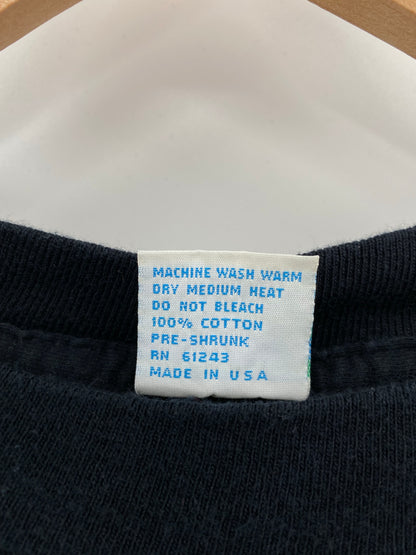 MACHINE WASH WARM
DRY MEDIUM HEAT
DO NOT BLEACH
100% COTTON
PRE-SHRUNK
RN 61243
MADE IN USA